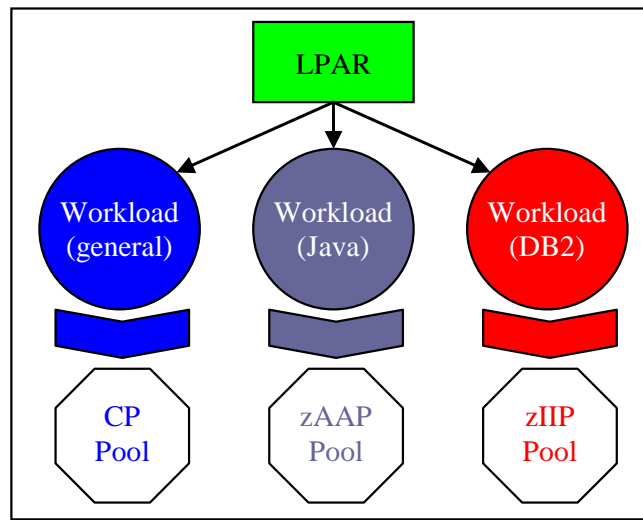 LPAR
Workload
(general)
Workload
(Java)
Workload
(DB2)
CP
Pool
zAAP
Pool
zIIP
Pool